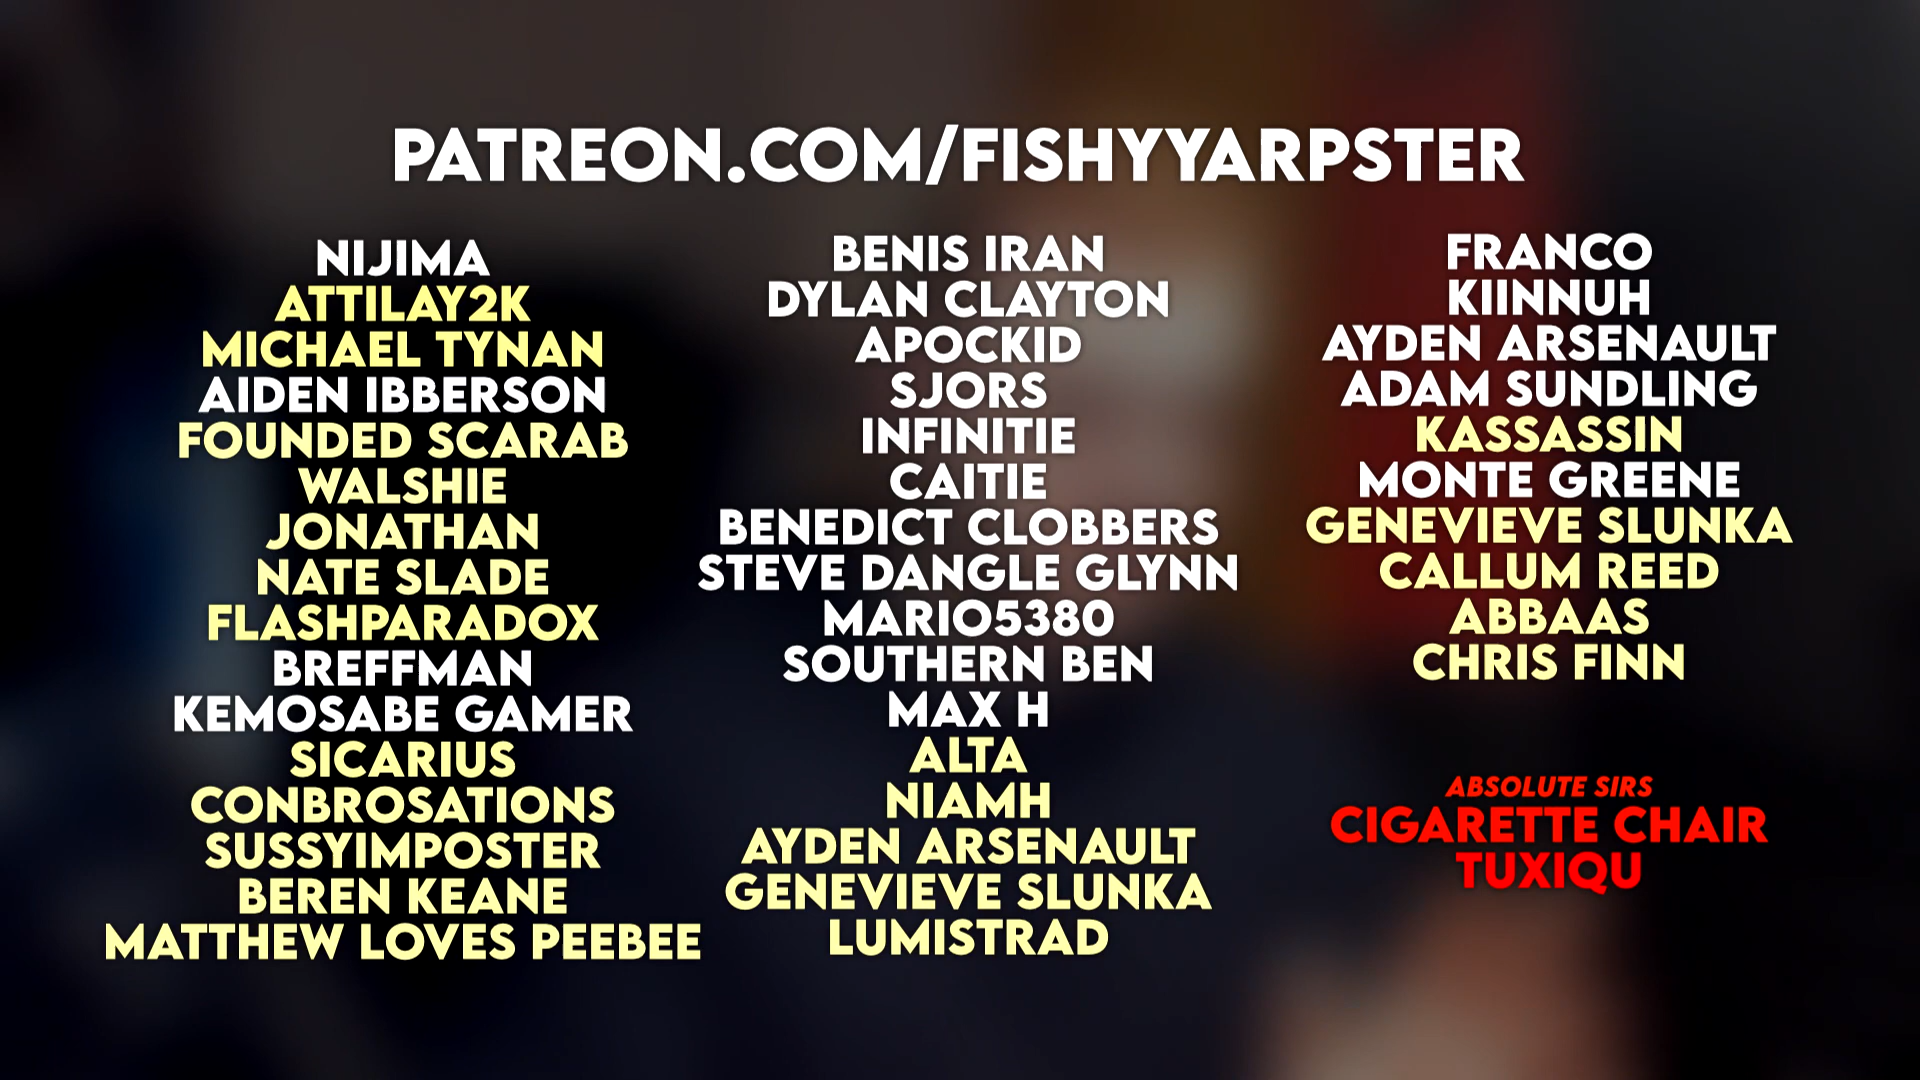 PATREON.COM/FISHYYARPSTER
NIJIMA
ATTILAY2K
MICHAEL TYNAN
AIDEN IBBERSON
FOUNDED SCARAB
WALSHIE
JONATHAN
NATE SLADE
FLASHPARADOX
BREFFMAN
KEMOSABE GAMER
SICARIUS
CONBROSATIONS
SUSSYIMPOSTER
BEREN KEANE
MATTHEW LOVES PEEBEE
BENIS IRAN
DYLAN CLAYTON
APOCKID
SJORS
INFINITIE
CAITIE
BENEDICT CLOBBERS
STEVE DANGLE GLYNN
MARIO5380
SOUTHERN BEN
MAX H
ALTA
NIAMH
AYDEN ARSENAULT
GENEVIEVE SLUNKA
LUMISTRAD
FRANCO
KIINNUH
AYDEN ARSENAULT
ADAM SUNDLING
KASSASSIN
MONTE GREENE
GENEVIEVE SLUNKA
CALLUM REED
ABBAAS
CHRIS FINN
ABSOLUTE SIRS
CIGARETTE CHAIR
TUXIQU